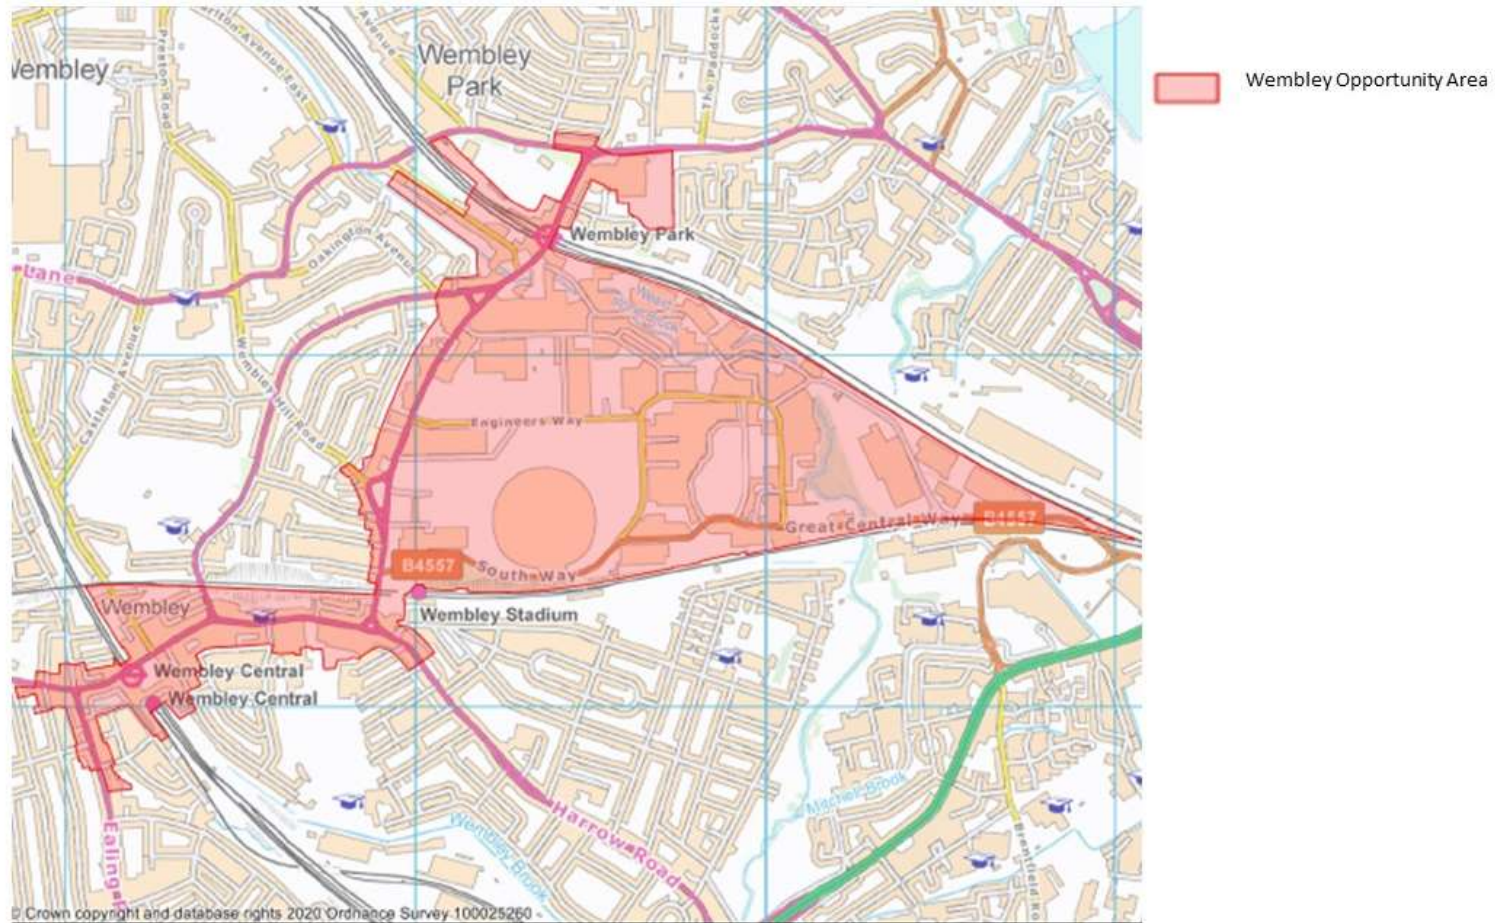 Wembley Opportunity Area
Wembley
Park
Wembley
Preston Road
The Paddocks
Avenue
Wembley Park
Oakington Avenue
Lane
Castleton Avenue
Wembley Hill Road
Engineers Way
Great Central Way
B4557
B4557
South Way
Wembley Stadium
Wembley
Wembley Central
Wembley Central
Mitchell Brook
Harrow Road
Wembley Brook
Ealing
© Crown copyright and database rights 2020 Ordnance Survey 100025260